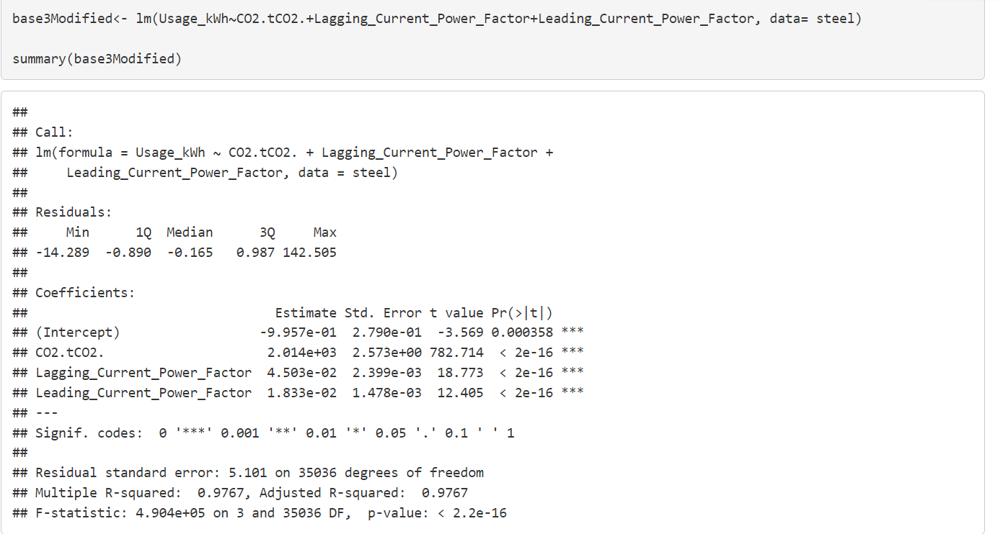 base3Modified<- lm(Usage_kWh~CO2.tCO2.+Lagging_Current_Power_Factor+Leading_Current_Power_Factor, data= steel)
summary(base3Modified)
##
## Call:
## lm(formula = Usage_kWh ~ CO2.tCO2. + Lagging_Current_Power_Factor +
##     Leading_Current_Power_Factor, data = steel)
##
## Residuals:
##     Min      1Q  Median      3Q     Max
## -14.289  -0.890  -0.165   0.987 142.505
##
## Coefficients:
##                                Estimate Std. Error t value Pr(>|t|)
## (Intercept)                  -9.957e-01  2.790e-01  -3.569 0.000358 ***
## CO2.tCO2.                     2.014e+03  2.573e+00 782.714  < 2e-16 ***
## Lagging_Current_Power_Factor  4.503e-02  2.399e-03  18.773  < 2e-16 ***
## Leading_Current_Power_Factor  1.833e-02  1.478e-03  12.405  < 2e-16 ***
## ---
## Signif. codes:  0 '***' 0.001 '**' 0.01 '*' 0.05 '.' 0.1 ' ' 1
##
## Residual standard error: 5.101 on 35036 degrees of freedom
## Multiple R-squared:  0.9767, Adjusted R-squared:  0.9767
## F-statistic: 4.904e+05 on 3 and 35036 DF,  p-value: < 2.2e-16